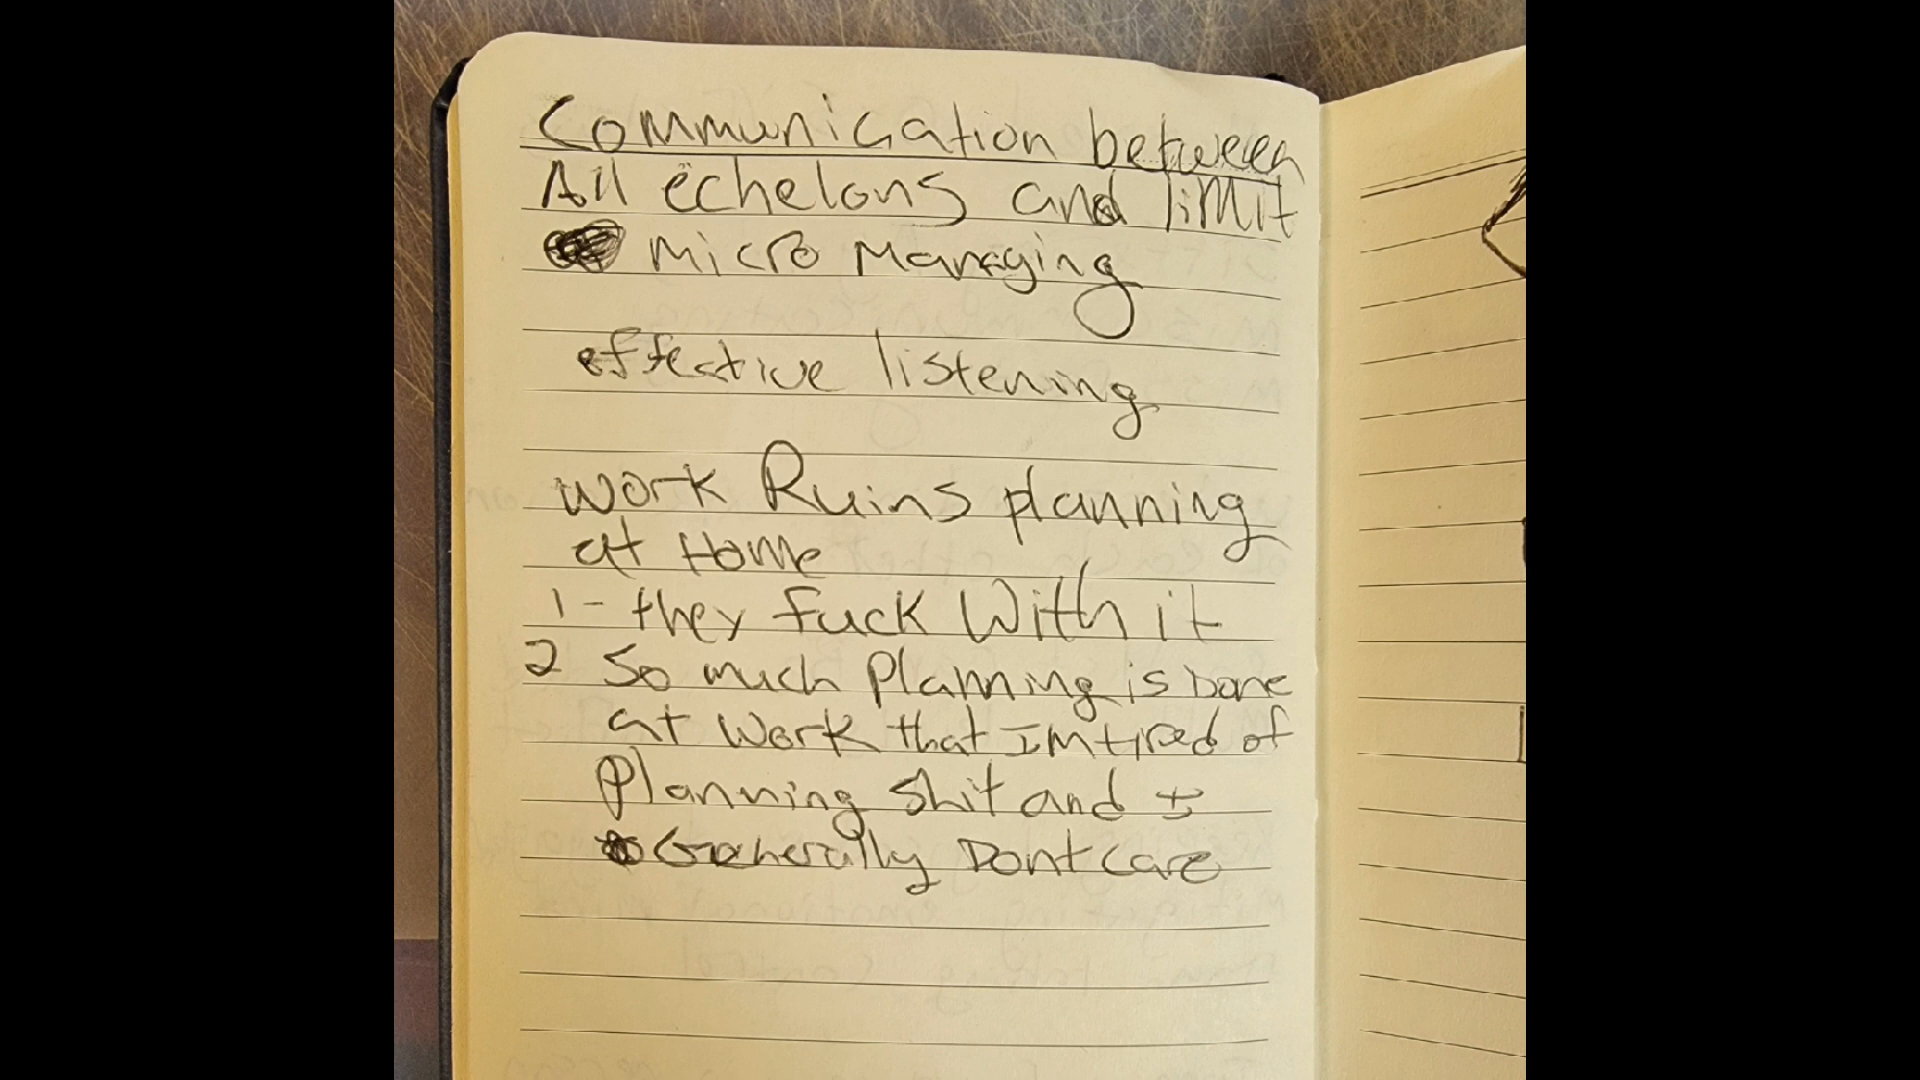 Communication between
All echelons and limit
micro Managing
effective listening
work Ruins planning
at Home
1 - they fuck With it
2 So much Planning is Done
at Work that Im tired of
Planning shit and I
Generally Dont care